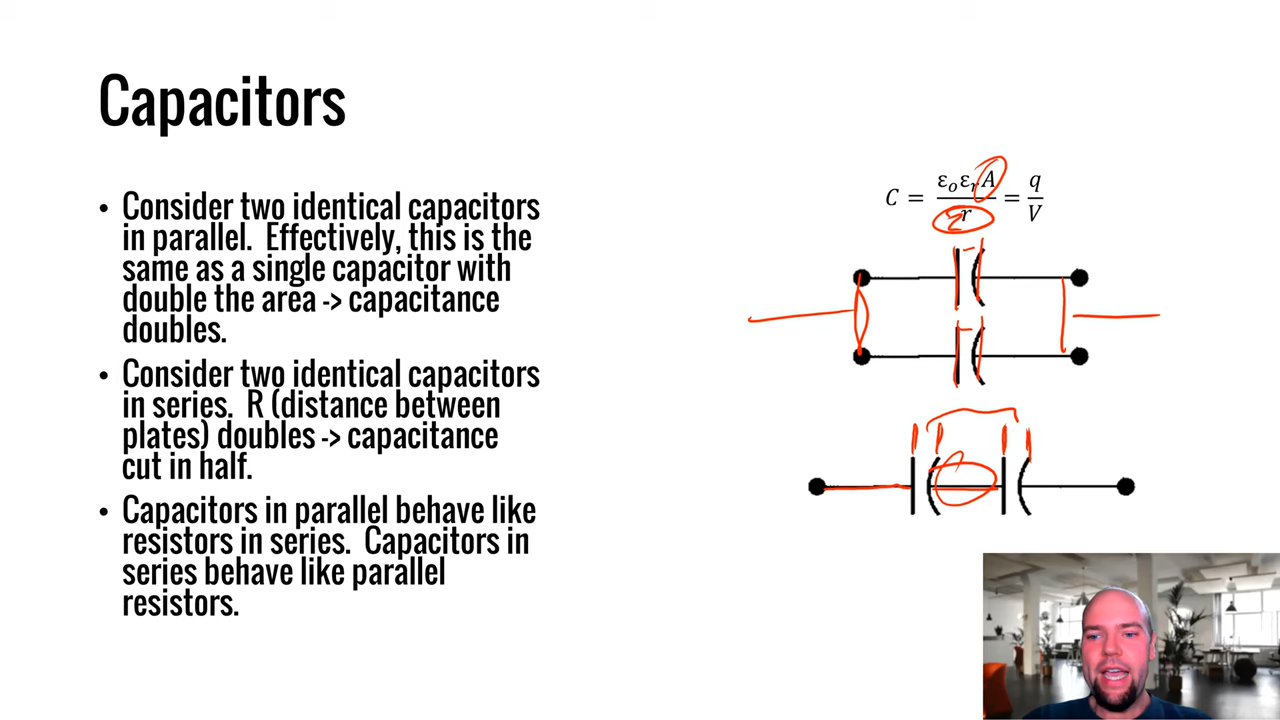 Capacitors
• Consider two identical capacitors
in parallel. Effectively, this is the
same as a single capacitor with
double the area -> capacitance
doubles.
• Consider two identical capacitors
in series. R (distance between
plates) doubles -> capacitance
cut in half.
• Capacitors in parallel behave like
resistors in series. Capacitors in
series behave like parallel
resistors.
C = εₒεᵣA / r = q / V